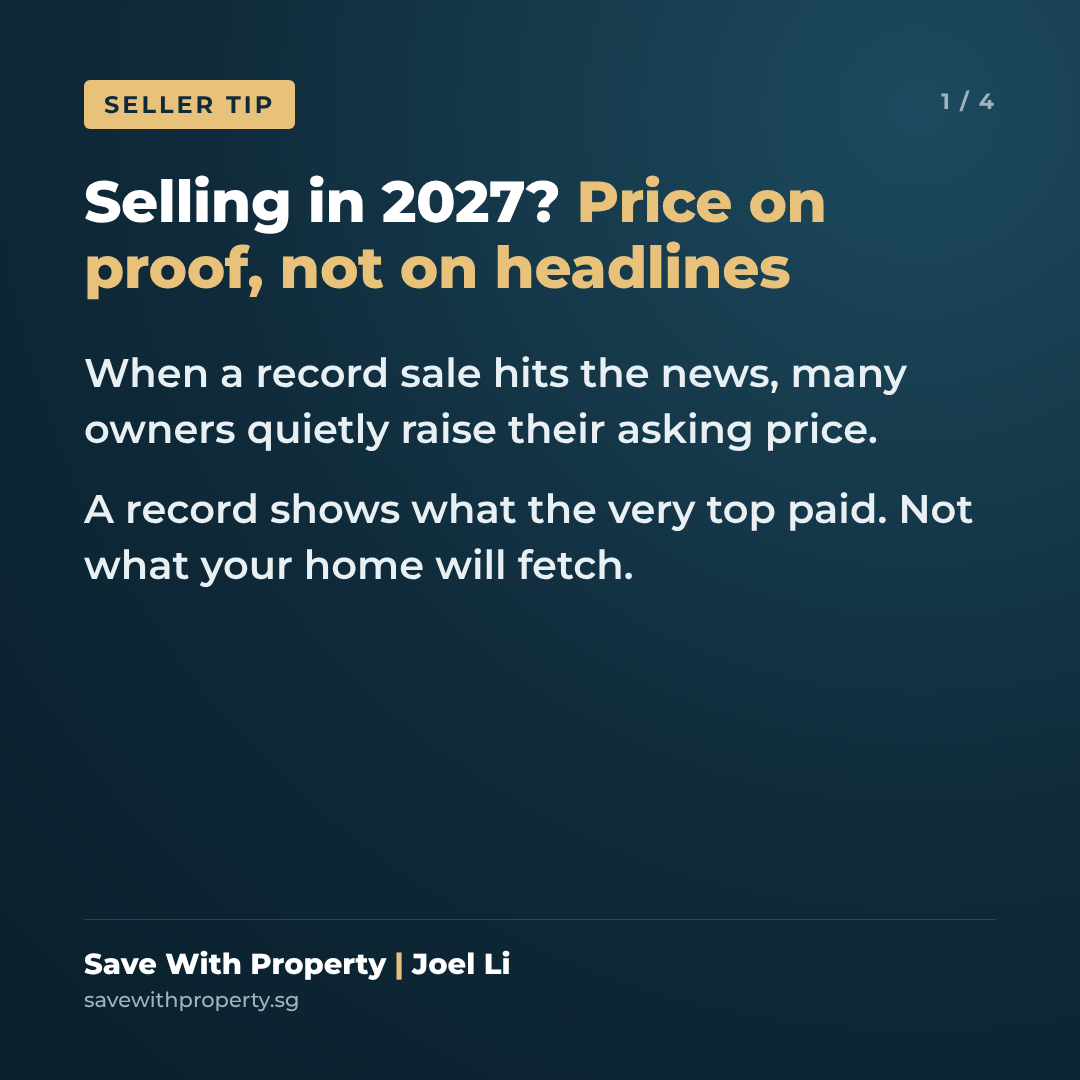 SELLER TIP
1 / 4
Selling in 2027? Price on
proof, not on headlines
When a record sale hits the news, many
owners quietly raise their asking price.
A record shows what the very top paid. Not
what your home will fetch.
Save With Property | Joel Li
savewithproperty.sg